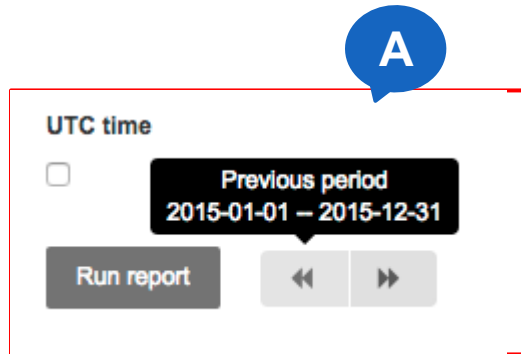 A
UTC time
Previous period
2015-01-01 – 2015-12-31
Run report